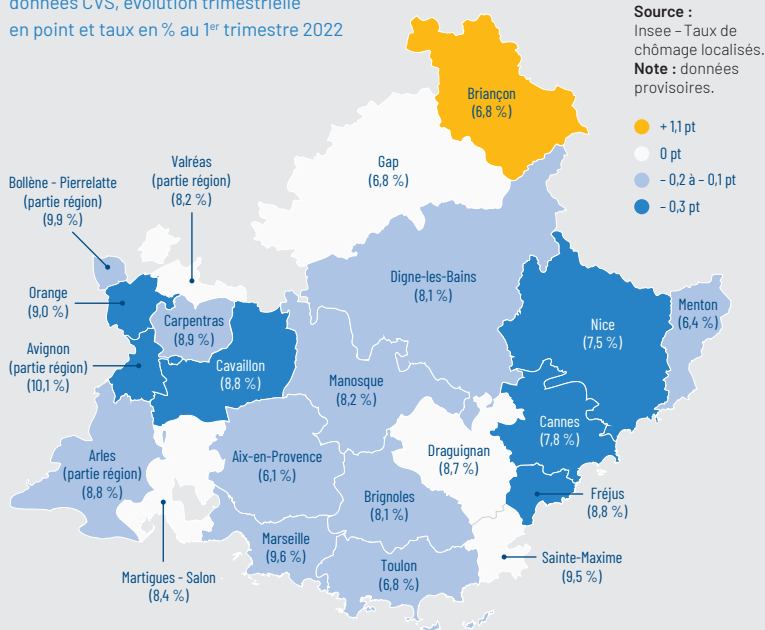 données CVS, évolution trimestrielle
en point et taux en % au 1er trimestre 2022
Source :
Insee – Taux de
chômage localisés.
Note : données
provisoires.
+ 1,1 pt
0 pt
– 0,2 à – 0,1 pt
– 0,3 pt
Briançon
(6,8 %)
Gap
(6,8 %)
Valréas
(partie région)
(8,2 %)
Bollène - Pierrelatte
(partie région)
(9,9 %)
Orange
(9,0 %)
Carpentras
(8,9 %)
Avignon
(partie région)
(10,1 %)
Cavaillon
(8,8 %)
Digne-les-Bains
(8,1 %)
Nice
(7,5 %)
Menton
(6,4 %)
Manosque
(8,2 %)
Cannes
(7,8 %)
Arles
(partie région)
(8,8 %)
Aix-en-Provence
(6,1 %)
Draguignan
(8,7 %)
Brignoles
(8,1 %)
Fréjus
(8,8 %)
Marseille
(9,6 %)
Toulon
(6,8 %)
Sainte-Maxime
(9,5 %)
Martigues - Salon
(8,4 %)